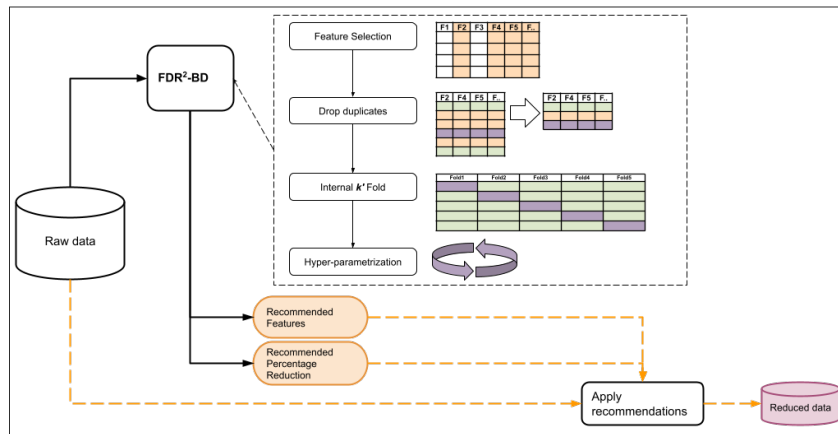 FDR²-BD
Feature Selection
F1 F2 F3 F4 F5 F..
Drop duplicates
F2 F4 F5 F..
F2 F4 F5 F..
Internal k' Fold
Fold1 Fold2 Fold3 Fold4 Fold5
Raw data
Hyper-parametrization
Recommended
Features
Recommended
Percentage
Reduction
Apply
recommendations
Reduced data